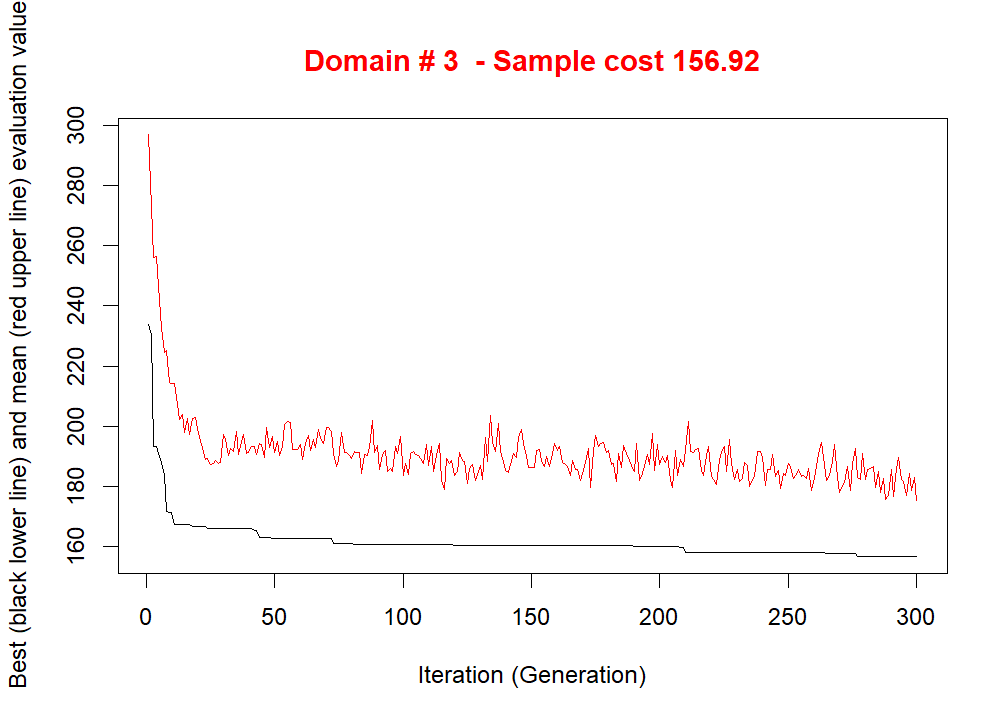 Domain # 3  - Sample cost 156.92
Best (black lower line) and mean (red upper line) evaluation value
300
280
260
240
220
200
180
160
0 50 100 150 200 250 300
Iteration (Generation)